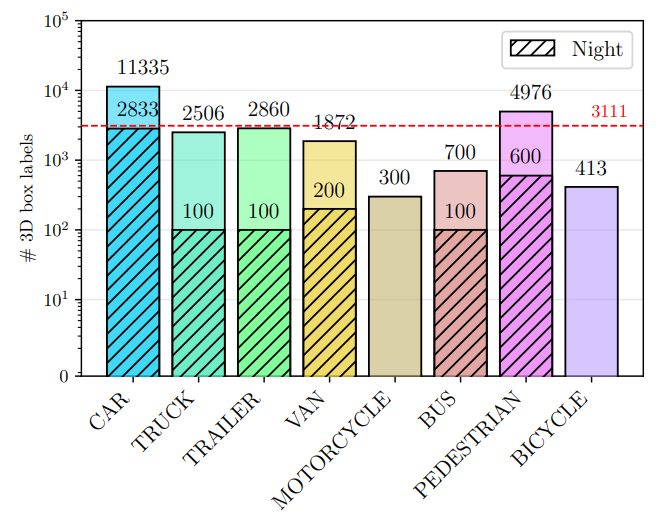 10^5
10^4
10^3
10^2
10^1
0
# 3D box labels
Night
11335
2833
2506
100
2860
100
1872
200
300
700
100
4976
600
413
3111
CAR
TRUCK
TRAILER
VAN
MOTORCYCLE
BUS
PEDESTRIAN
BICYCLE